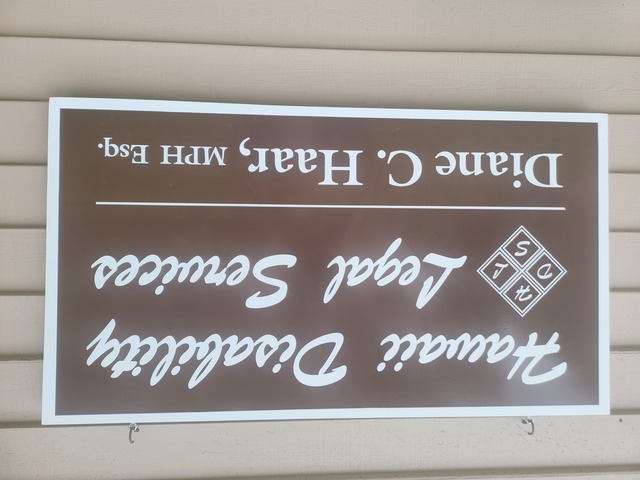 Hawaii Disability
Legal Services
H
D L
S
Diane C. Haar, MPH Esq.